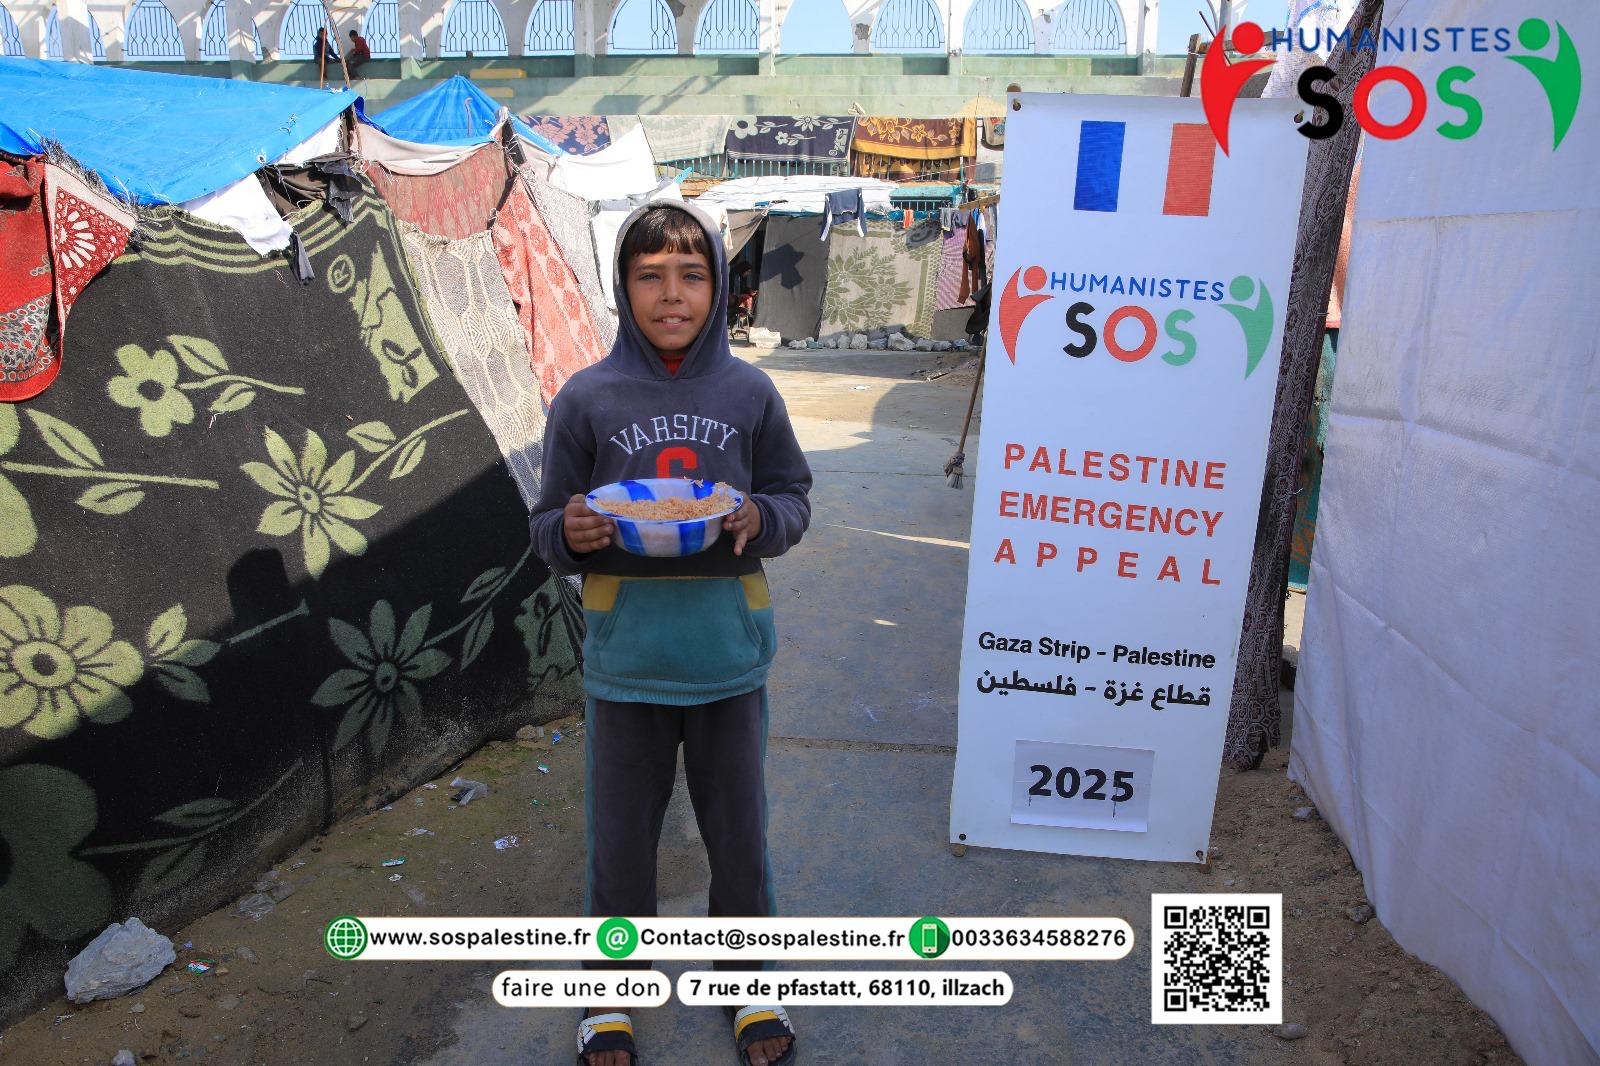 HUMANISTES
SOS
HUMANISTES
SOS
PALESTINE
EMERGENCY
APPEAL
Gaza Strip - Palestine
قطاع غزة - فلسطين
2025
VARSITY
C
®
www.sospalestine.fr @ Contact@sospalestine.fr 0033634588276
faire une don 7 rue de pfastatt, 68110, illzach